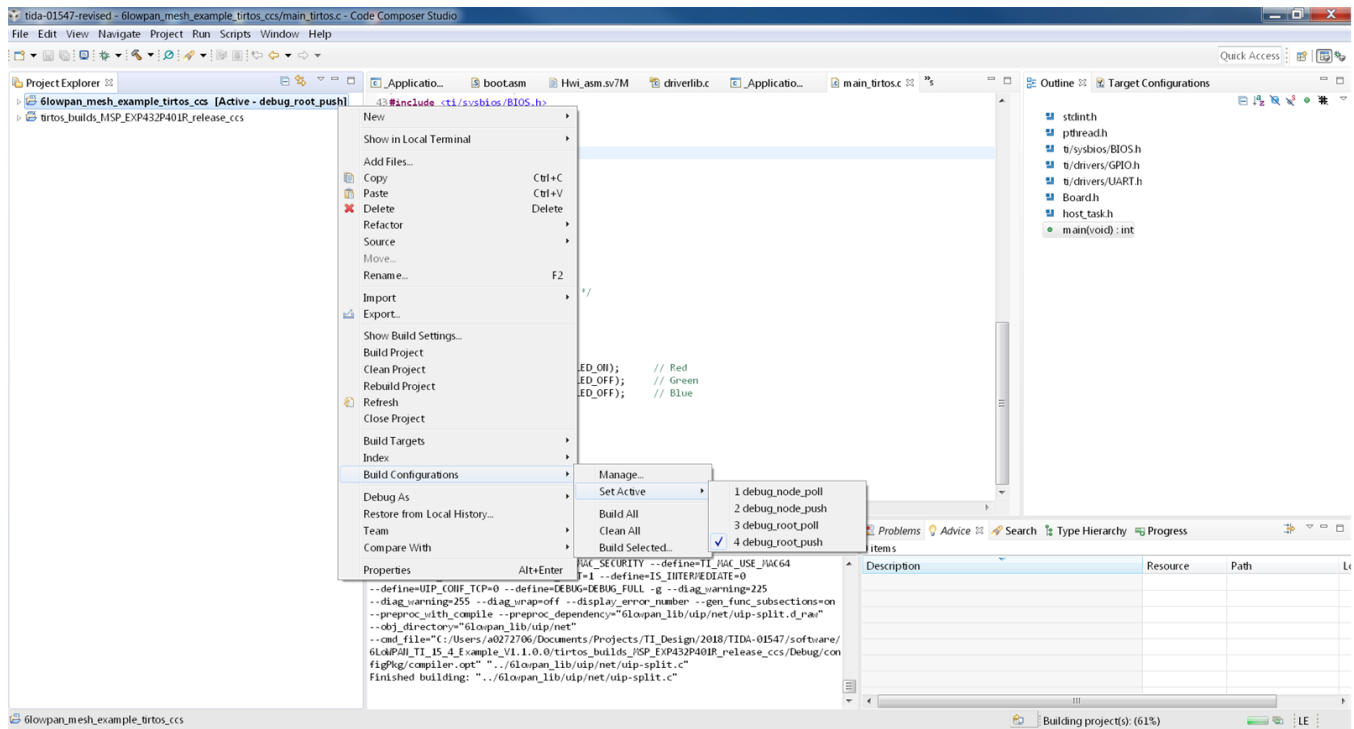 tida-01547-revised - 6lowpan_mesh_example_tirtos_ccs/main_tirtos.c - Code Composer Studio
File Edit View Navigate Project Run Scripts Window Help
Quick Access
Project Explorer
_Applicatio... boot.asm Hwi_asm.sv7M driverlib.c _Applicatio... main_tirtos.c "5
Outline Target Configurations
6lowpan_mesh_example_tirtos_ccs [Active - debug_root_push]
tirtos_builds_MSP_EXP432P401R_release_ccs
43 #include <ti/sysbios/BIOS.h>
New
Show in Local Terminal
Add Files...
Copy Ctrl+C
Paste Ctrl+V
Delete Delete
Refactor
Source
Move...
Rename... F2
Import
Export...
Show Build Settings...
Build Project
Clean Project
Rebuild Project
Refresh
Close Project
Build Targets
Index
Build Configurations
Debug As
Restore from Local History...
Team
Compare With
Properties Alt+Enter
Manage...
Set Active
Build All
Clean All
Build Selected...
1 debug_node_poll
2 debug_node_push
3 debug_root_poll
4 debug_root_push
*/
LED_ON); // Red
LED_OFF); // Green
LED_OFF); // Blue
stdint.h
pthread.h
ti/sysbios/BIOS.h
ti/drivers/GPIO.h
ti/drivers/UART.h
Board.h
host_task.h
main(void) : int
Problems Advice Search Type Hierarchy Progress
items
Description Resource Path Lo
MAC_SECURITY --define=TI_MAC_USE_MAC64
T=1 --define=IS_INTERMEDIATE=0
--define=UIP_CONF_TCP=0 --define=DEBUG=DEBUG_FULL -g --diag_warning=225
--diag_warning=255 --diag_wrap=off --display_error_number --gen_func_subsections=on
--preproc_with_compile --preproc_dependency="6lowpan_lib/uip/net/uip-split.d_raw"
--obj_directory="6lowpan_lib/uip/net"
--cmd_file="C:/Users/a0272706/Documents/Projects/TI_Design/2018/TIDA-01547/software/
6LoWPAN_TI_15_4_Example_V1.1.0.0/tirtos_builds_MSP_EXP432P401R_release_ccs/Debug/con
figPkg/compiler.opt" "../6lowpan_lib/uip/net/uip-split.c"
Finished building: "../6lowpan_lib/uip/net/uip-split.c"
6lowpan_mesh_example_tirtos_ccs
Building project(s): (61%)
LE